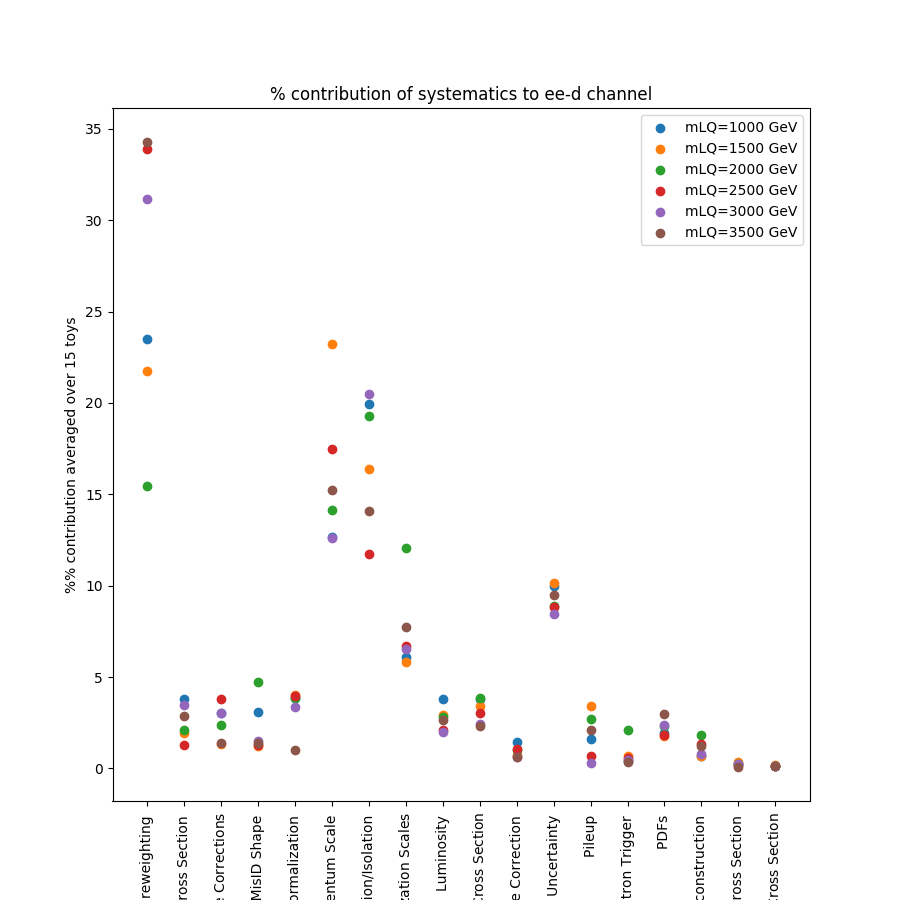 % contribution of systematics to ee-d channel
mLQ=1000 GeV
mLQ=1500 GeV
mLQ=2000 GeV
mLQ=2500 GeV
mLQ=3000 GeV
mLQ=3500 GeV
%% contribution averaged over 15 toys
35
30
25
20
15
10
5
0
reweighting
ross Section
Corrections
MisID Shape
ormalization
entum Scale
ion/Isolation
zation Scales
Luminosity
Cross Section
e Correction
Uncertainty
Pileup
tron Trigger
PDFs
construction
ross Section
Cross Section